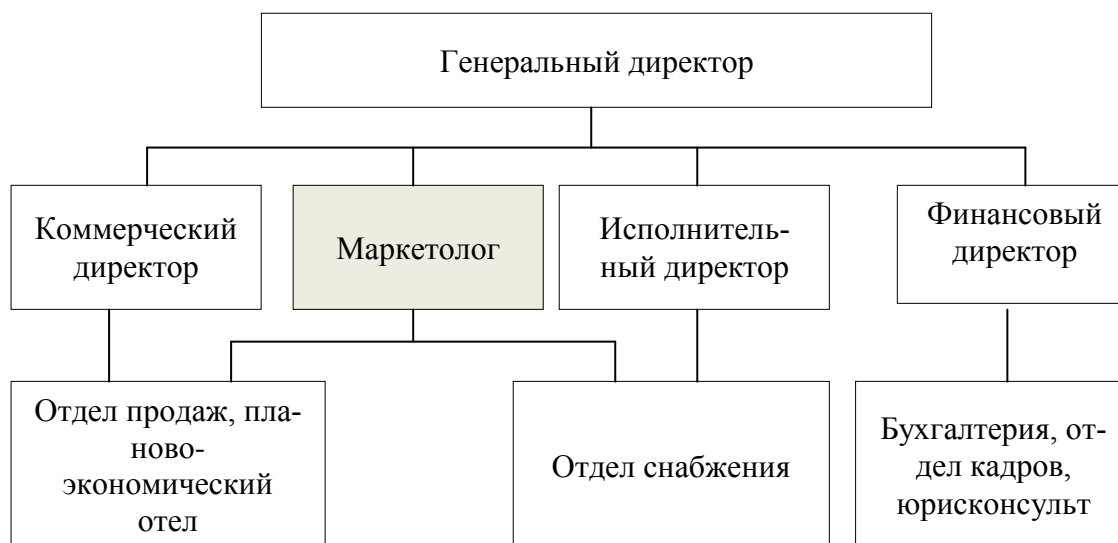 Генеральный директор
Коммерческий
директор
Маркетолог
Исполнитель-
ный директор
Финансовый
директор
Отдел продаж, пла-
ново-
экономический
отел
Отдел снабжения
Бухгалтерия, от-
дел кадров,
юрисконсульт